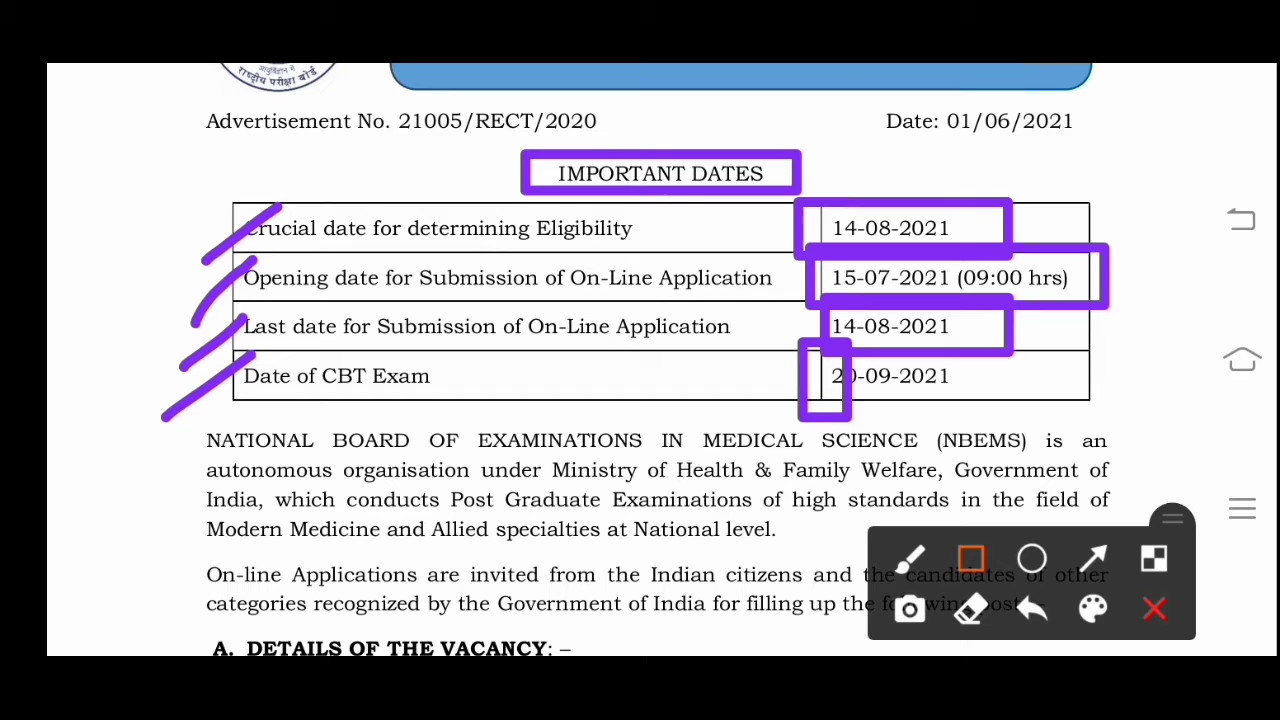 आयुर्विज्ञान में
राष्ट्रीय परीक्षा बोर्ड
Advertisement No. 21005/RECT/2020 Date: 01/06/2021
IMPORTANT DATES
Crucial date for determining Eligibility 14-08-2021
Opening date for Submission of On-Line Application 15-07-2021 (09:00 hrs)
Last date for Submission of On-Line Application 14-08-2021
Date of CBT Exam 20-09-2021
NATIONAL BOARD OF EXAMINATIONS IN MEDICAL SCIENCE (NBEMS) is an
autonomous organisation under Ministry of Health & Family Welfare, Government of
India, which conducts Post Graduate Examinations of high standards in the field of
Modern Medicine and Allied specialties at National level.
On-line Applications are invited from the Indian citizens and the candidates of other
categories recognized by the Government of India for filling up the following posts: –
A. DETAILS OF THE VACANCY: –